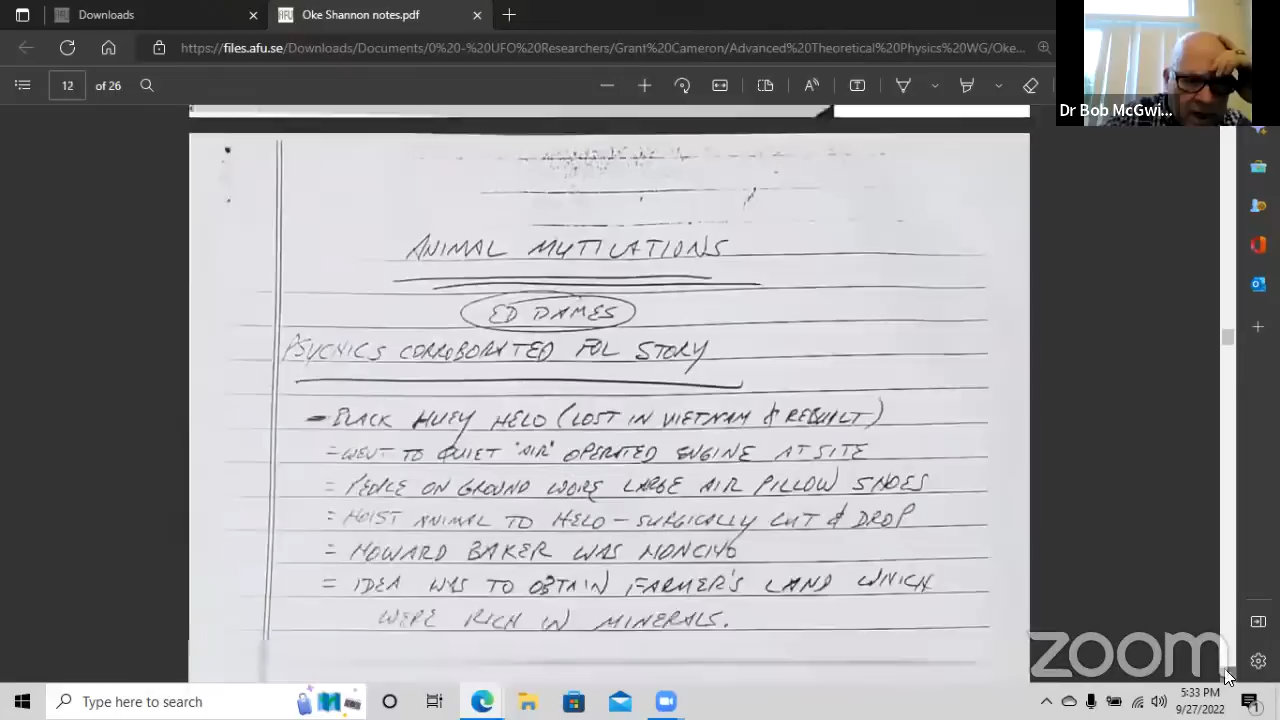 Downloads
Oke Shannon notes.pdf
https://files.afu.se/Downloads/Documents/0%20-%20UFO%20Researchers/Grant%20Cameron/Advanced%20Theoretical%20Physics%20WG/Oke...
12 of 26
Dr Bob McGwi...
ANIMAL MUTILATIONS
ED DAMES
PSYCHICS CORROBORATED FOL STORY
- BLACK HUEY HELO (LOST IN VIETNAM & REBUILT)
= WENT TO QUIET "AIR" OPERATED ENGINE AT SITE
= PEOPLE ON GROUND WORE LARGE AIR PILLOW SHOES
= HOIST ANIMAL TO HELO - SURGICALLY CUT & DROP
= HOWARD BAKER WAS
= IDEA WAS TO OBTAIN FARMER'S LAND WHICH
WERE RICH IN MINERALS.
zoom
Type here to search
5:33 PM
9/27/2022
1